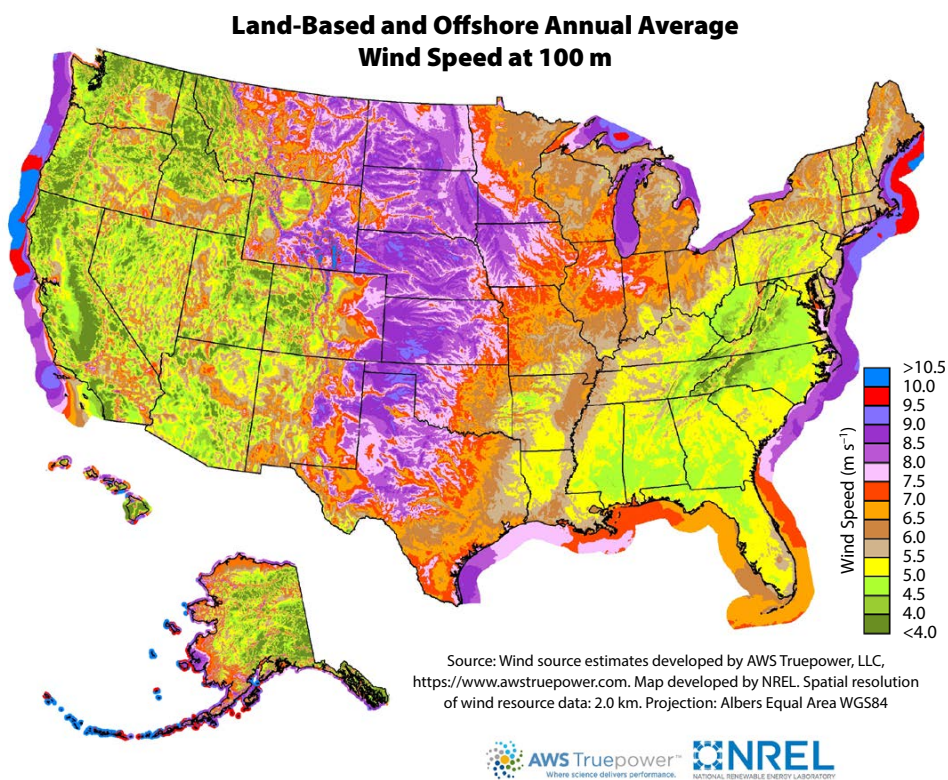 Land-Based and Offshore Annual Average
Wind Speed at 100 m
Wind Speed (m s⁻¹)
>10.5
10.0
9.5
9.0
8.5
8.0
7.5
7.0
6.5
6.0
5.5
5.0
4.5
4.0
<4.0
Source: Wind source estimates developed by AWS Truepower, LLC,
https://www.awstruepower.com. Map developed by NREL. Spatial resolution
of wind resource data: 2.0 km. Projection: Albers Equal Area WGS84
AWS Truepower™
Where science delivers performance.
NREL
NATIONAL RENEWABLE ENERGY LABORATORY